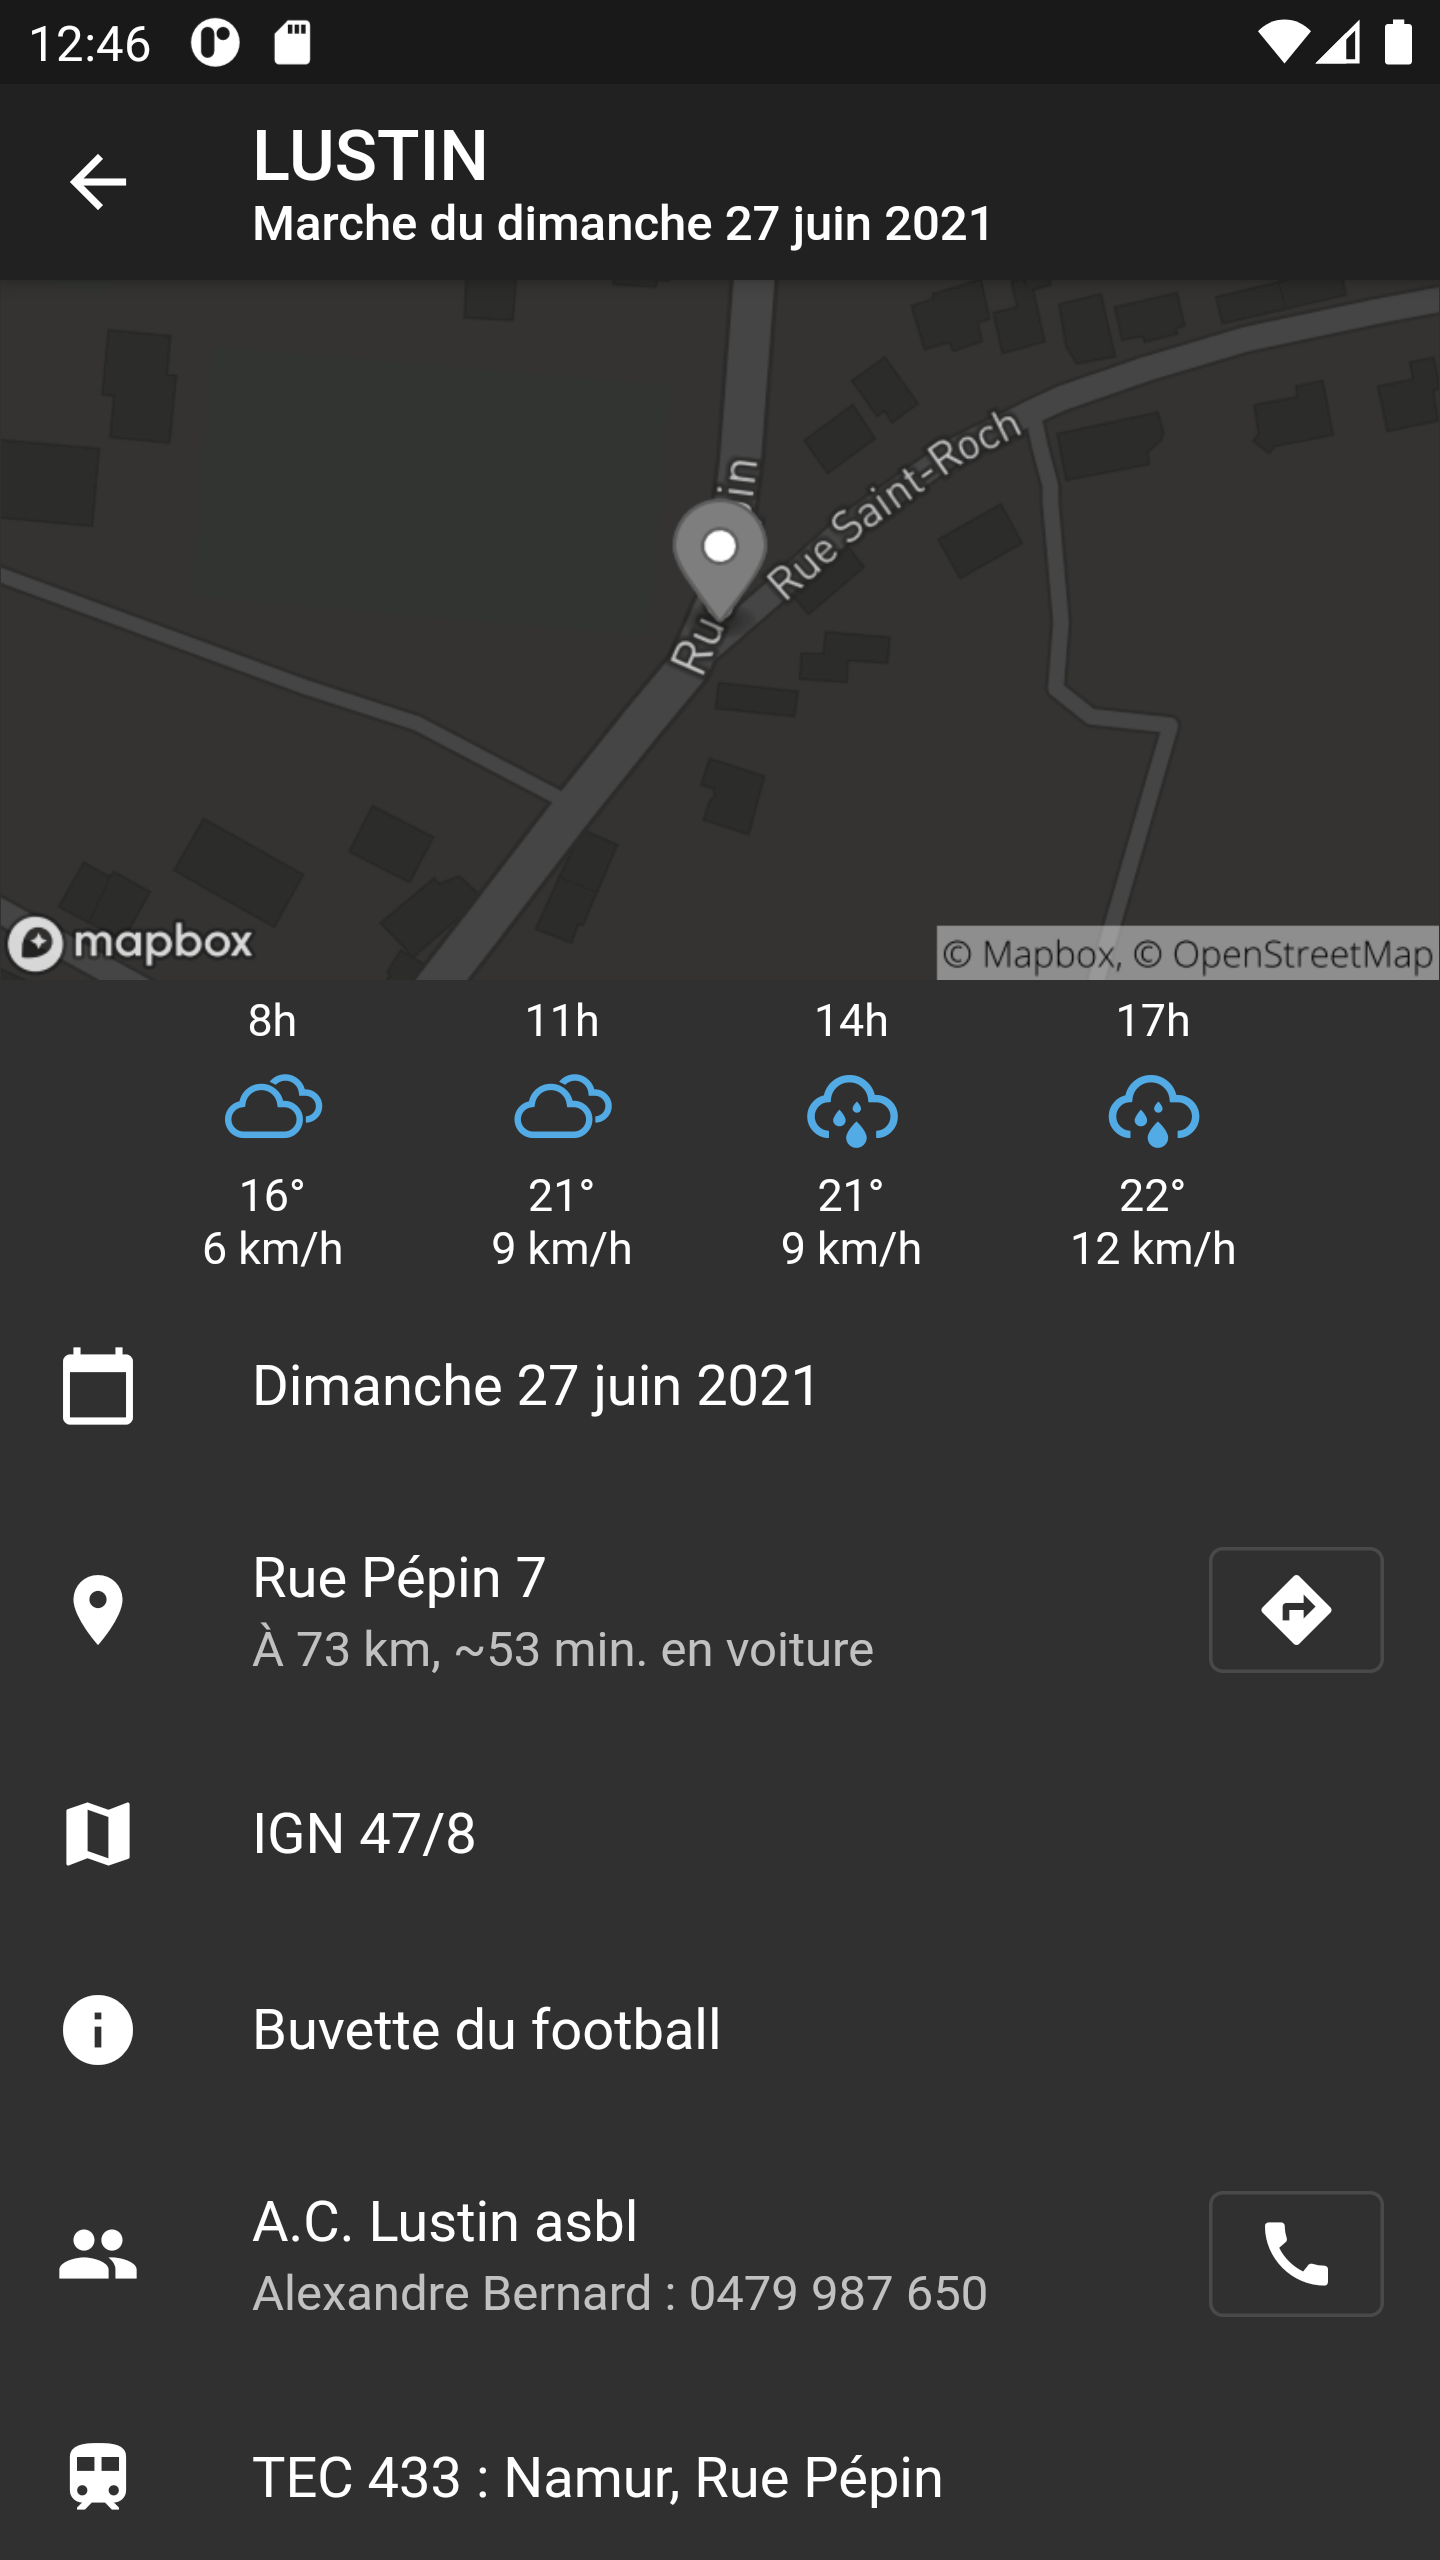 12:46
LUSTIN
Marche du dimanche 27 juin 2021
Rue Saint-Roch
mapbox
© Mapbox, © OpenStreetMap
8h 11h 14h 17h
16° 21° 21° 22°
6 km/h 9 km/h 9 km/h 12 km/h
Dimanche 27 juin 2021
Rue Pépin 7
À 73 km, ~53 min. en voiture
IGN 47/8
Buvette du football
A.C. Lustin asbl
Alexandre Bernard : 0479 987 650
TEC 433 : Namur, Rue Pépin